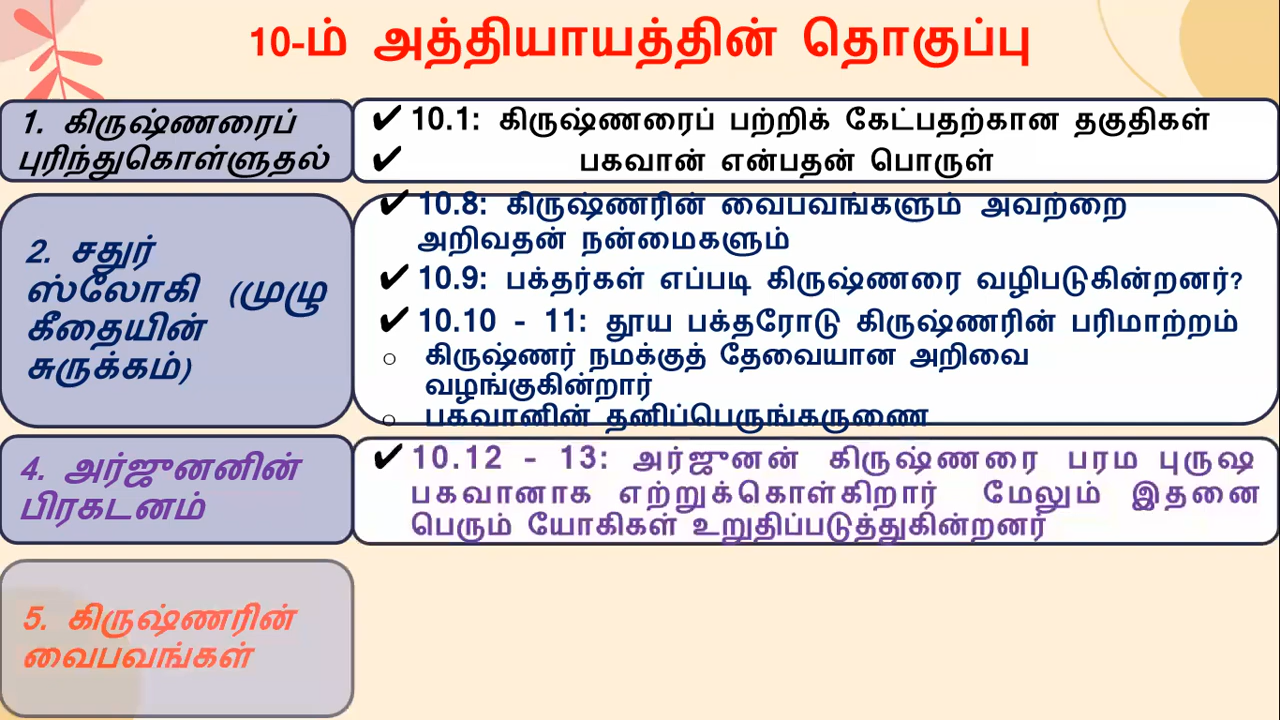 10-ம் அத்தியாயத்தின் தொகுப்பு
1. கிருஷ்ணரைப்
புரிந்துகொள்ளுதல்
✔ 10.1: கிருஷ்ணரைப் பற்றிக் கேட்பதற்கான தகுதிகள்
✔ பகவான் என்பதன் பொருள்
2. சதுர்
ஸ்லோகி (முழு
கீதையின்
சுருக்கம்)
✔ 10.8: கிருஷ்ணரின் வைபவங்களும் அவற்றை
அறிவதன் நன்மைகளும்
✔ 10.9: பக்தர்கள் எப்படி கிருஷ்ணரை வழிபடுகின்றனர்?
✔ 10.10 - 11: தூய பக்தரோடு கிருஷ்ணரின் பரிமாற்றம்
○ கிருஷ்ணர் நமக்குத் தேவையான அறிவை
வழங்குகின்றார்
○ பகவானின் தனிப்பெருங்கருணை
4. அர்ஜுனனின்
பிரகடனம்
✔ 10.12 - 13: அர்ஜுனன் கிருஷ்ணரை பரம புருஷ
பகவானாக எற்றுக்கொள்கிறார் மேலும் இதனை
பெரும் யோகிகள் உறுதிப்படுத்துகின்றனர்
5. கிருஷ்ணரின்
வைபவங்கள்